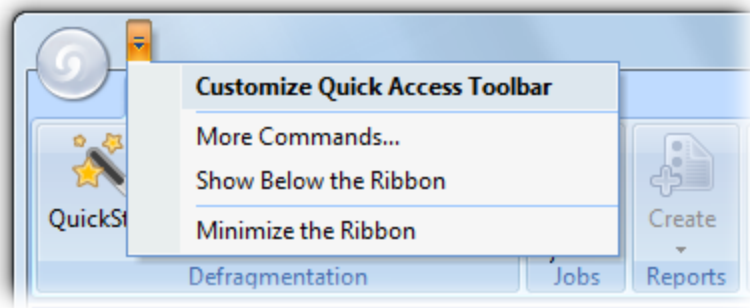 Customize Quick Access Toolbar
More Commands...
Show Below the Ribbon
QuickSt
Create
Minimize the Ribbon
Defragmentation
Jobs
Reports